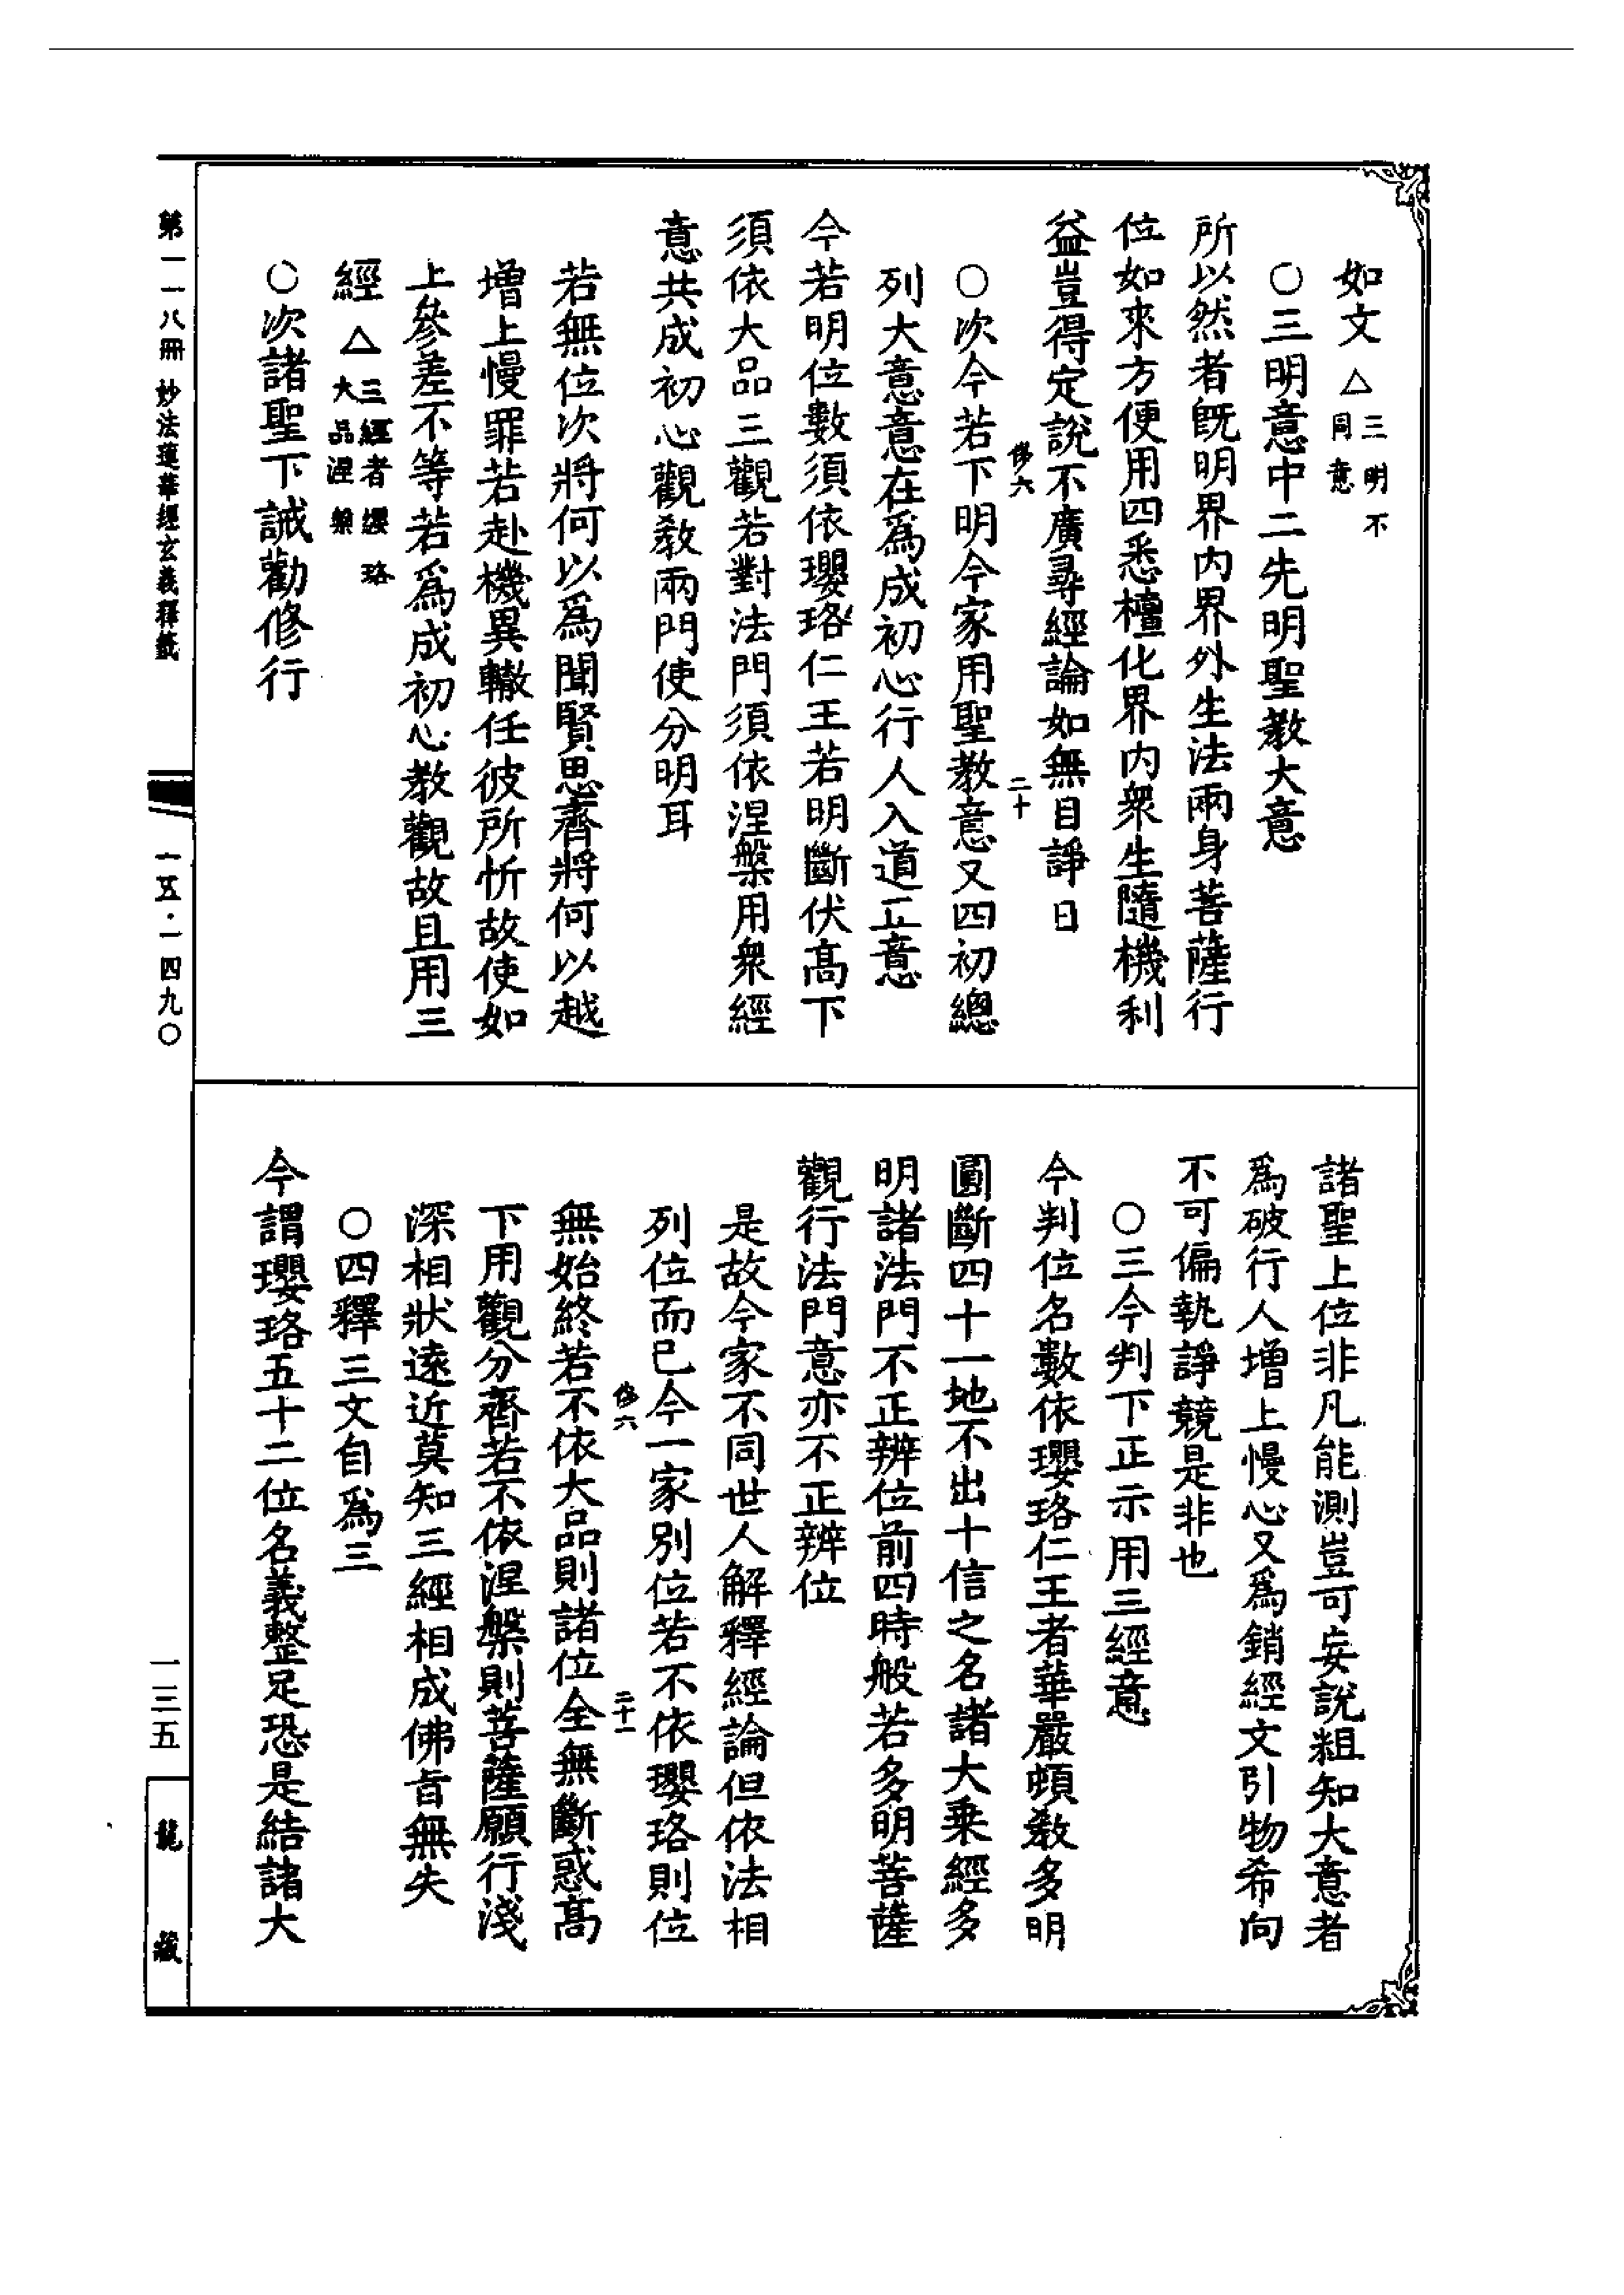 如文△三明不同意
○三明意中二先明聖教大意
所以然者旣明界內界外生法兩身菩薩行
位如來方便用四悉檀化界內衆生隨機利
益豈得定說不廣尋經論如無目諍日
二十
○次今若下明今家用聖教意又四初總
列大意意在爲成初心行人入道正意
今若明位數須依瓔珞仁王若明斷伏高下
須依大品三觀若對法門須依涅槃用衆經
意共成初心觀敎兩門使分明耳
若無位次將何以爲聞賢思齊將何以越
增上慢罪若赴機異轍任彼所忻故使如
上參差不等若爲成初心教觀故且用三
經△三經者瓔珞大品涅槃
○次諸聖下誡勸修行
諸聖上位非凡能測豈可妄說粗知大意者
爲破行人增上慢心又爲銷經文引物希向
不可偏執諍競是非也
○三今判下正示用三經意
今判位名數依瓔珞仁王者華嚴頓敎多明
圓斷四十一地不出十信之名諸大乘經多
明諸法門不正辨位前四時般若多明菩薩
觀行法門意亦不正辨位
是故今家不同世人解釋經論但依法相
列位而已今一家別位若不依瓔珞則位
二十一
無始終若不依大品則諸位全無斷惑高
下用觀分齊若不依涅槃則菩薩願行淺
深相狀遠近莫知三經相成佛旨無失
○四釋三文自爲三
今謂瓔珞五十二位名義整足恐是結諸大
第一一八冊 妙法蓮華經玄義釋籤
一五·一四九〇
一三五
龍藏